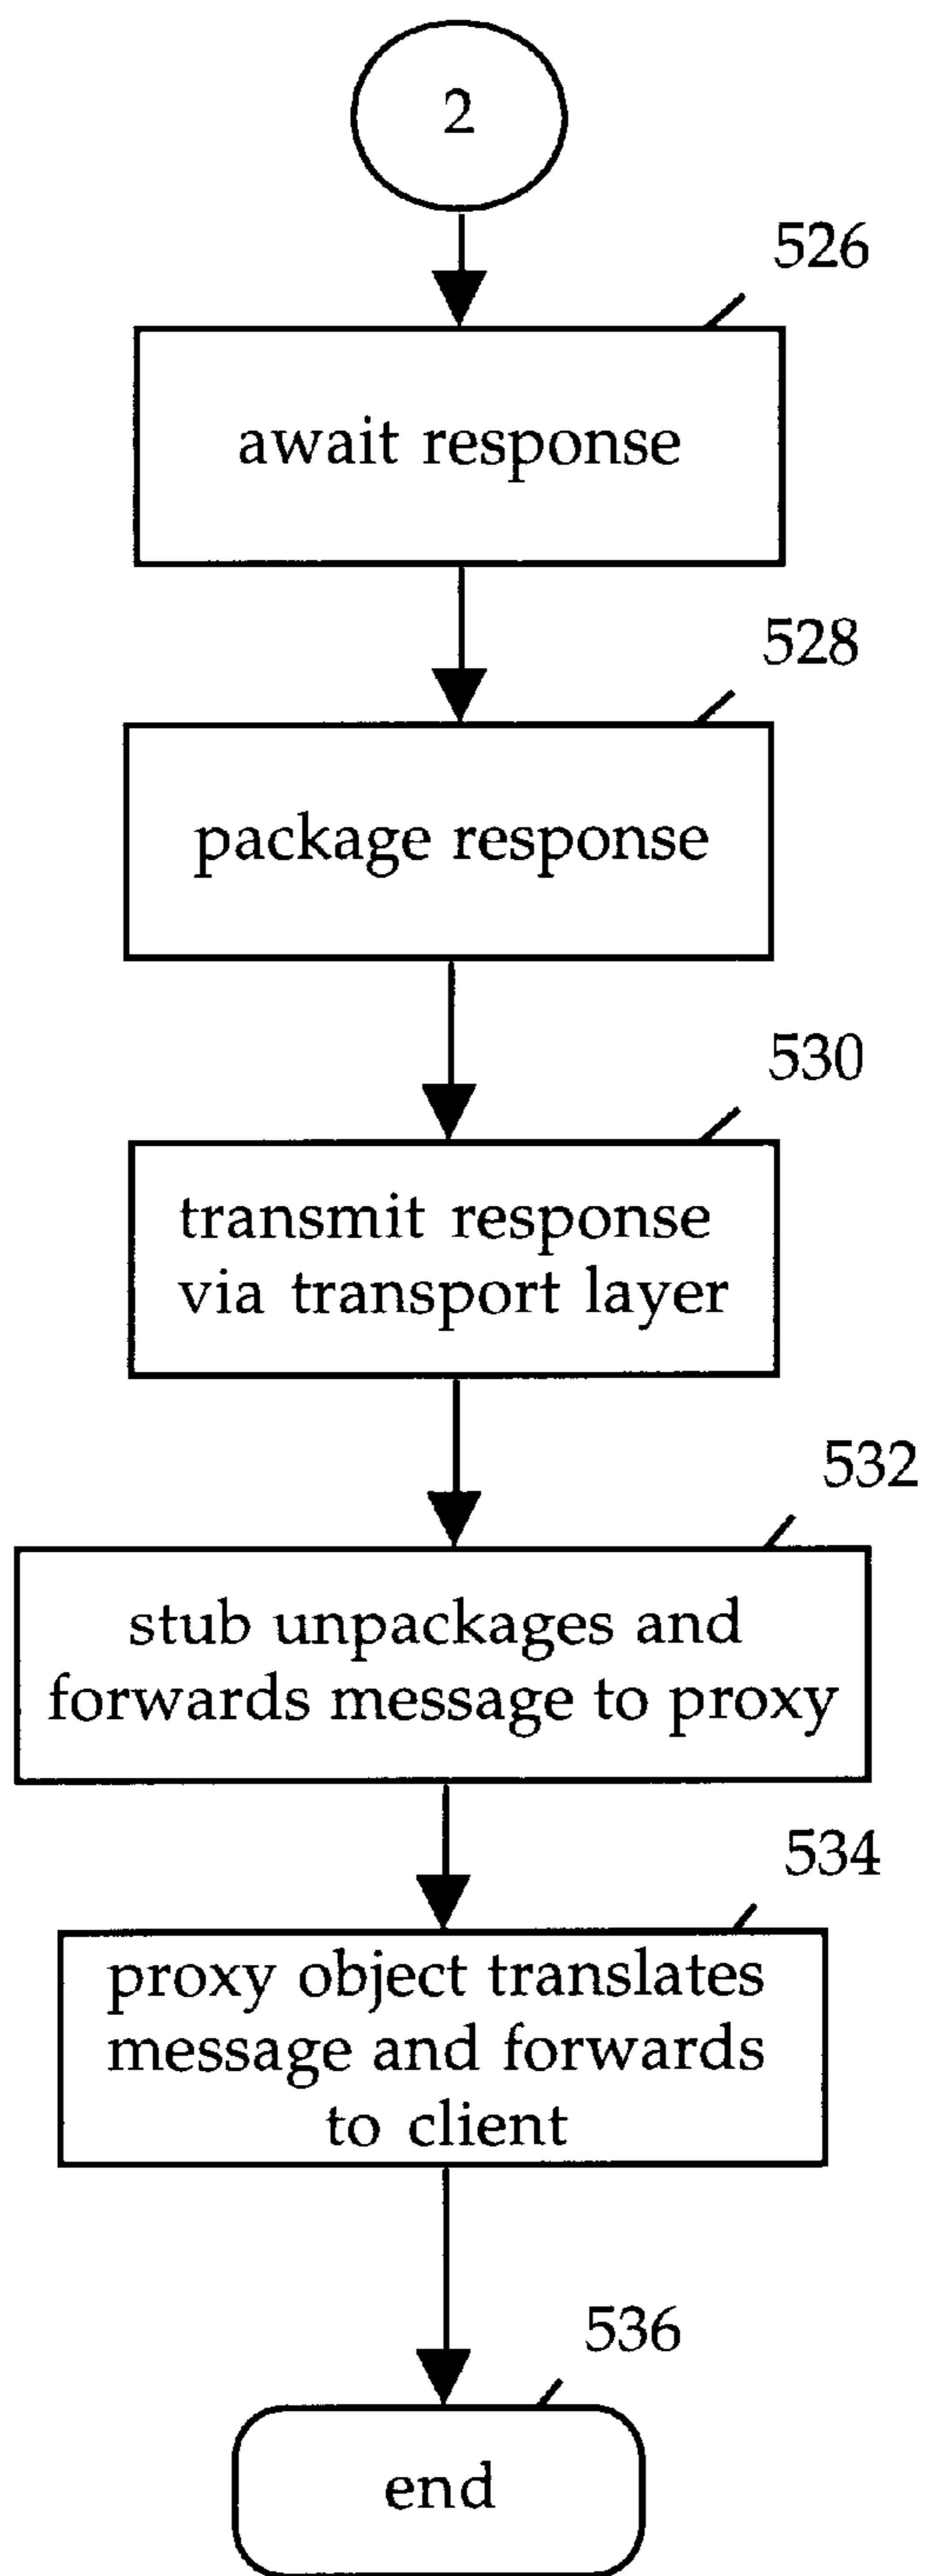 2
526
await response
528
package response
530
transmit response
via transport layer
532
stub unpackages and
forwards message to proxy
534
proxy object translates
message and forwards
to client
536
end